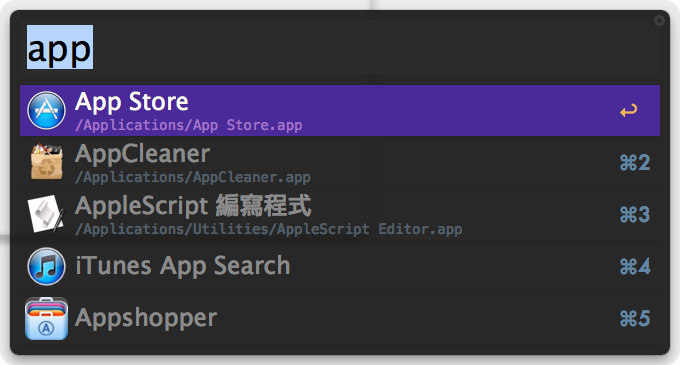 app
App Store
/Applications/App Store.app
AppCleaner
/Applications/AppCleaner.app
⌘2
AppleScript 編寫程式
/Applications/Utilities/AppleScript Editor.app
⌘3
iTunes App Search
⌘4
Appshopper
⌘5